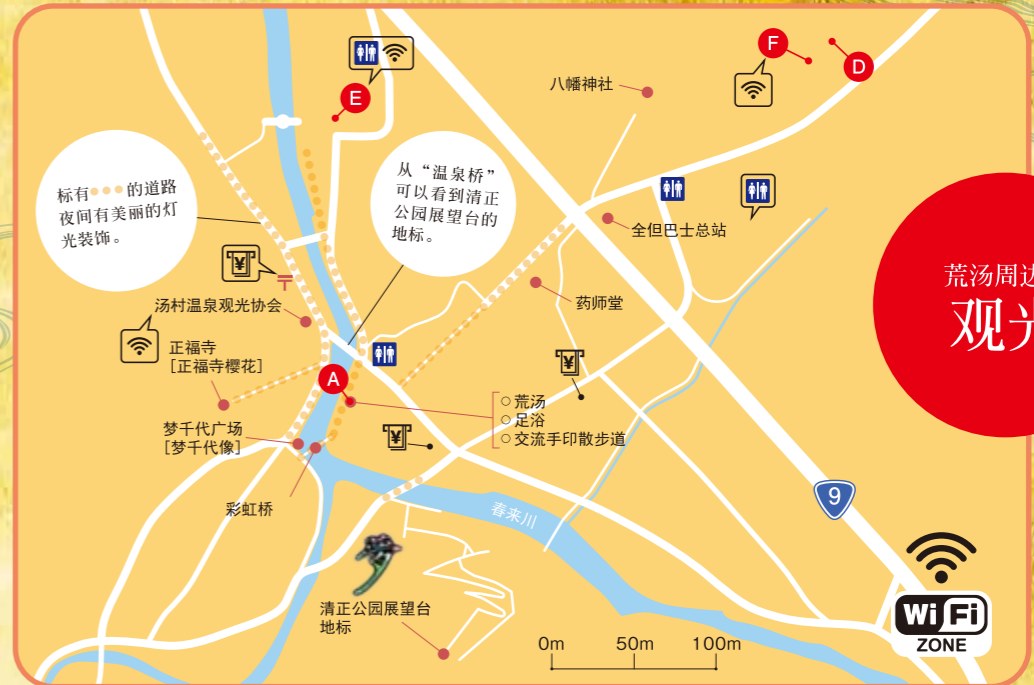 F
D
E
八幡神社
标有●●●的道路
夜间有美丽的灯
光装饰。
从“温泉桥”
可以看到清正
公园展望台的
地标。
全但巴士总站
荒汤周边
观光
药师堂
¥
〒
汤村温泉观光协会
正福寺
[正福寺樱花]
¥
A
○ 荒汤
○ 足浴
○ 交流手印散步道
梦千代广场
[梦千代像]
¥
彩虹桥
春来川
9
清正公园展望台
地标
0m 50m 100m
Wi Fi
ZONE